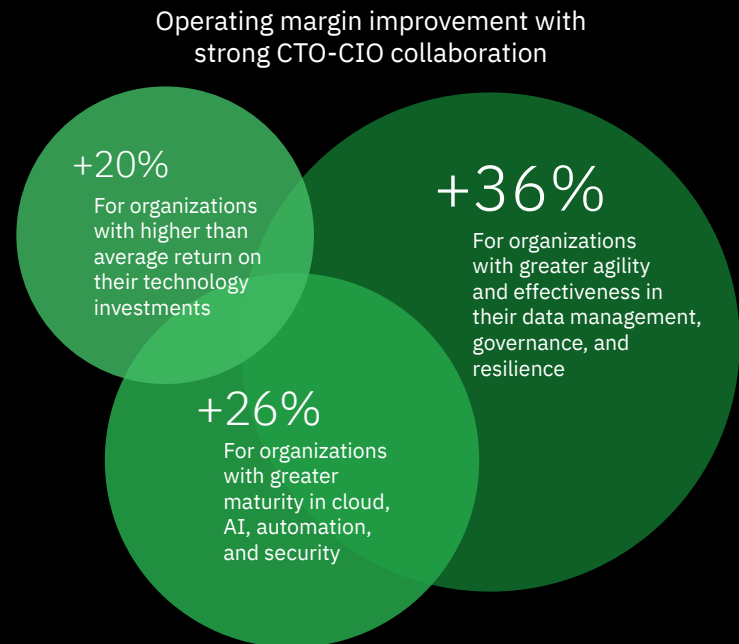 Operating margin improvement with
strong CTO-CIO collaboration
+20%
For organizations
with higher than
average return on
their technology
investments
+36%
For organizations
with greater agility
and effectiveness in
their data management,
governance, and
resilience
+26%
For organizations
with greater
maturity in cloud,
AI, automation,
and security